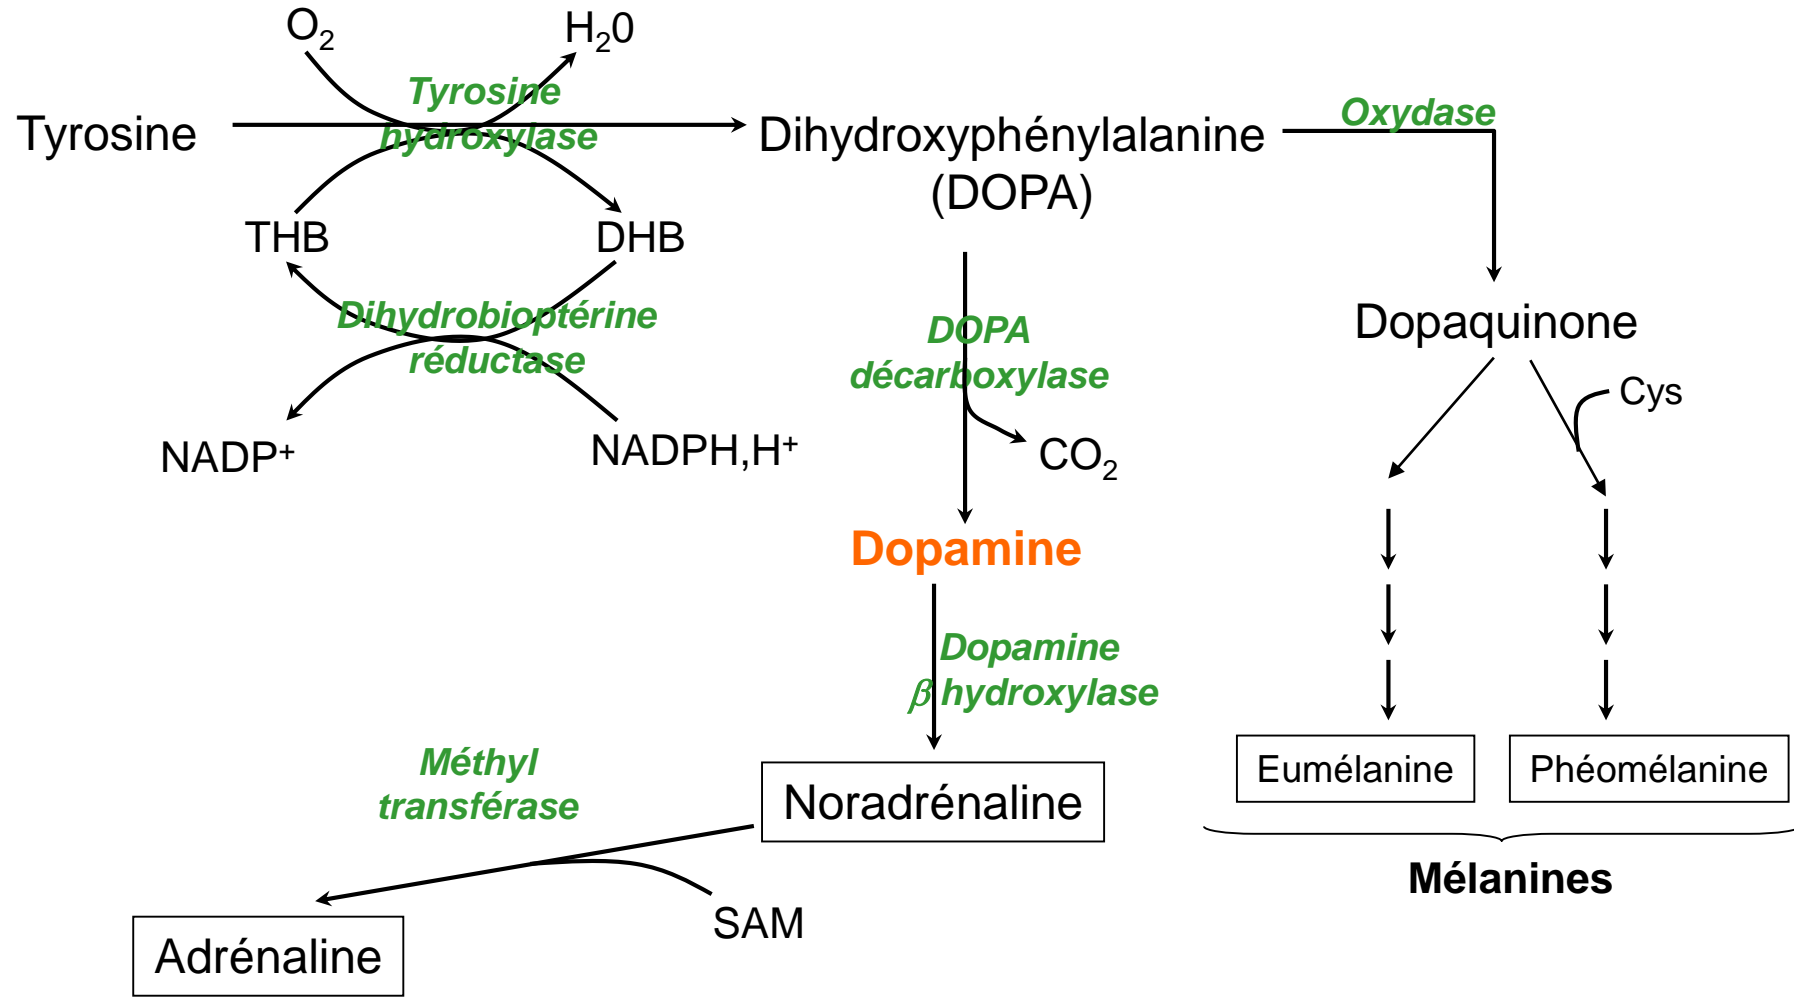 O₂
H₂0
Tyrosine
hydroxylase
Tyrosine
Dihydroxyphénylalanine
(DOPA)
Oxydase
THB
DHB
Dihydrobioptérine
réductase
NADP⁺
NADPH,H⁺
DOPA
décarboxylase
CO₂
Dopaquinone
Cys
Dopamine
Dopamine
β hydroxylase
Noradrénaline
Méthyl
transférase
SAM
Adrénaline
Eumélanine
Phéomélanine
Mélanines